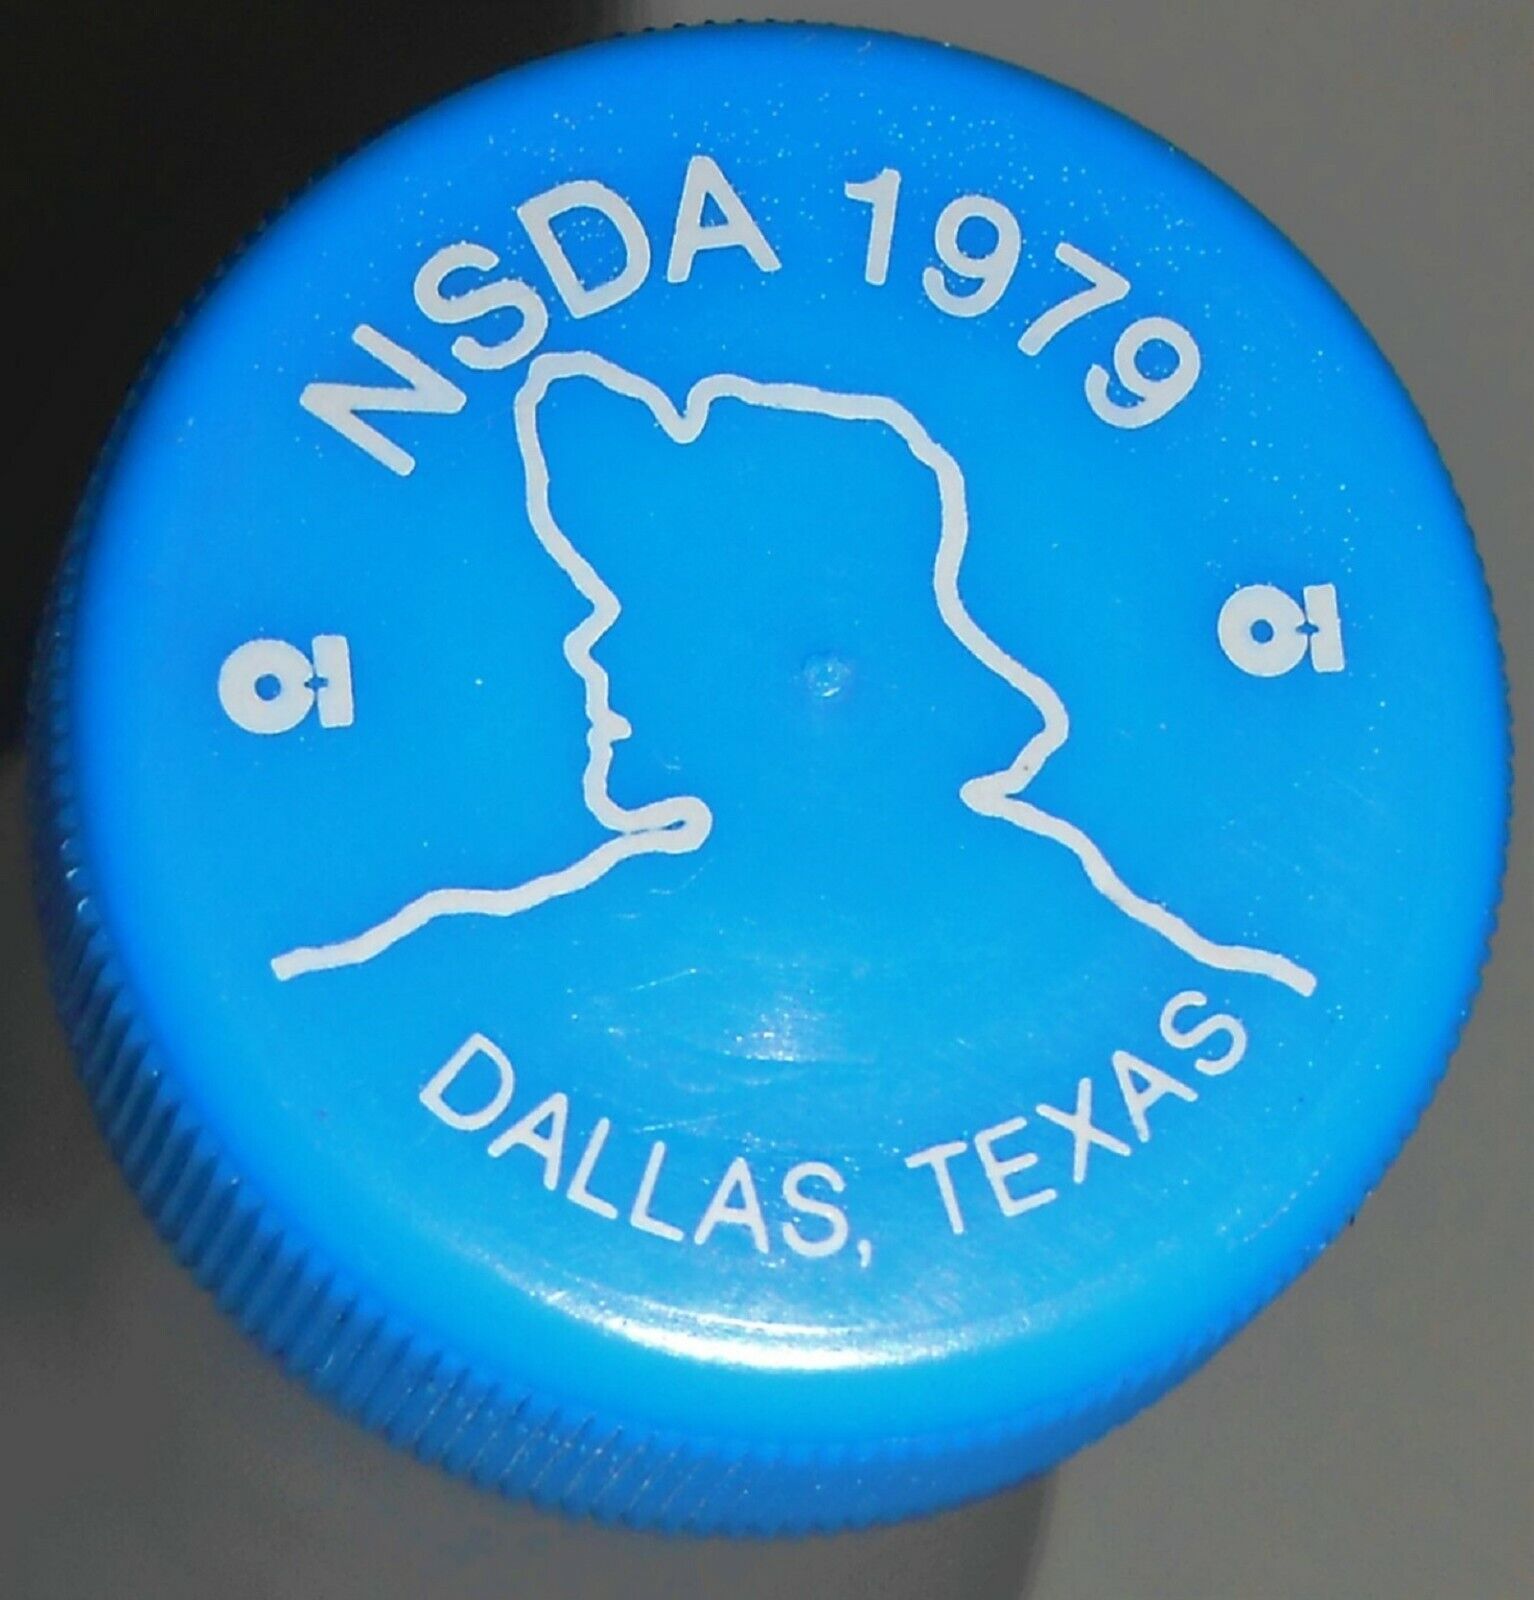 NSDA 1979
DALLAS, TEXAS